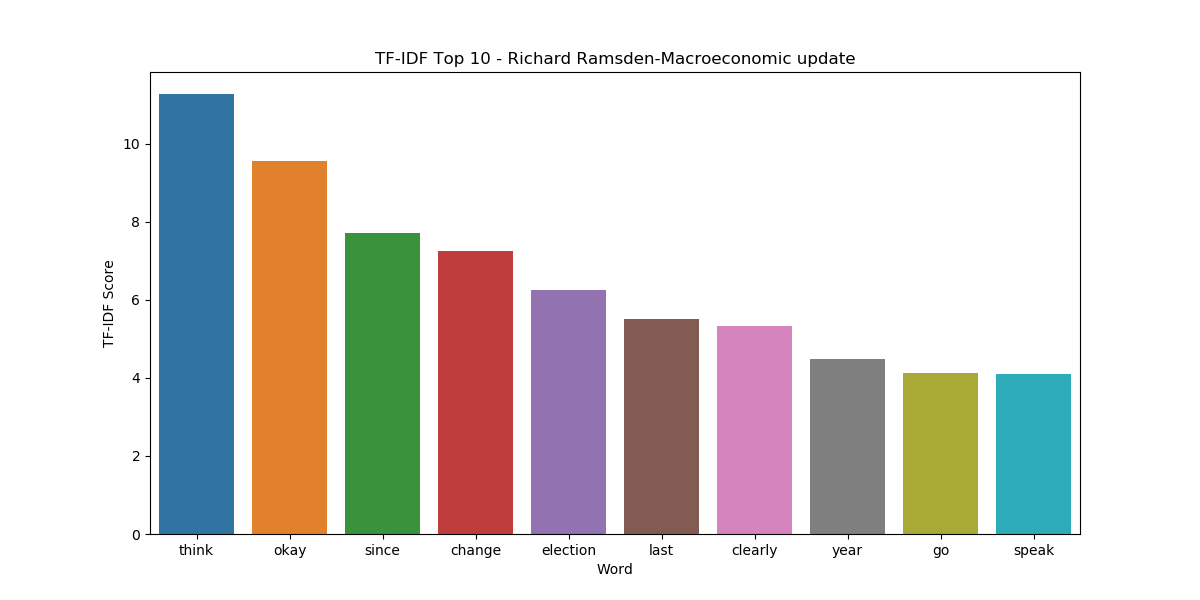 TF-IDF Top 10 - Richard Ramsden-Macroeconomic update
TF-IDF Score
10
8
6
4
2
0
think okay since change election last clearly year go speak
Word